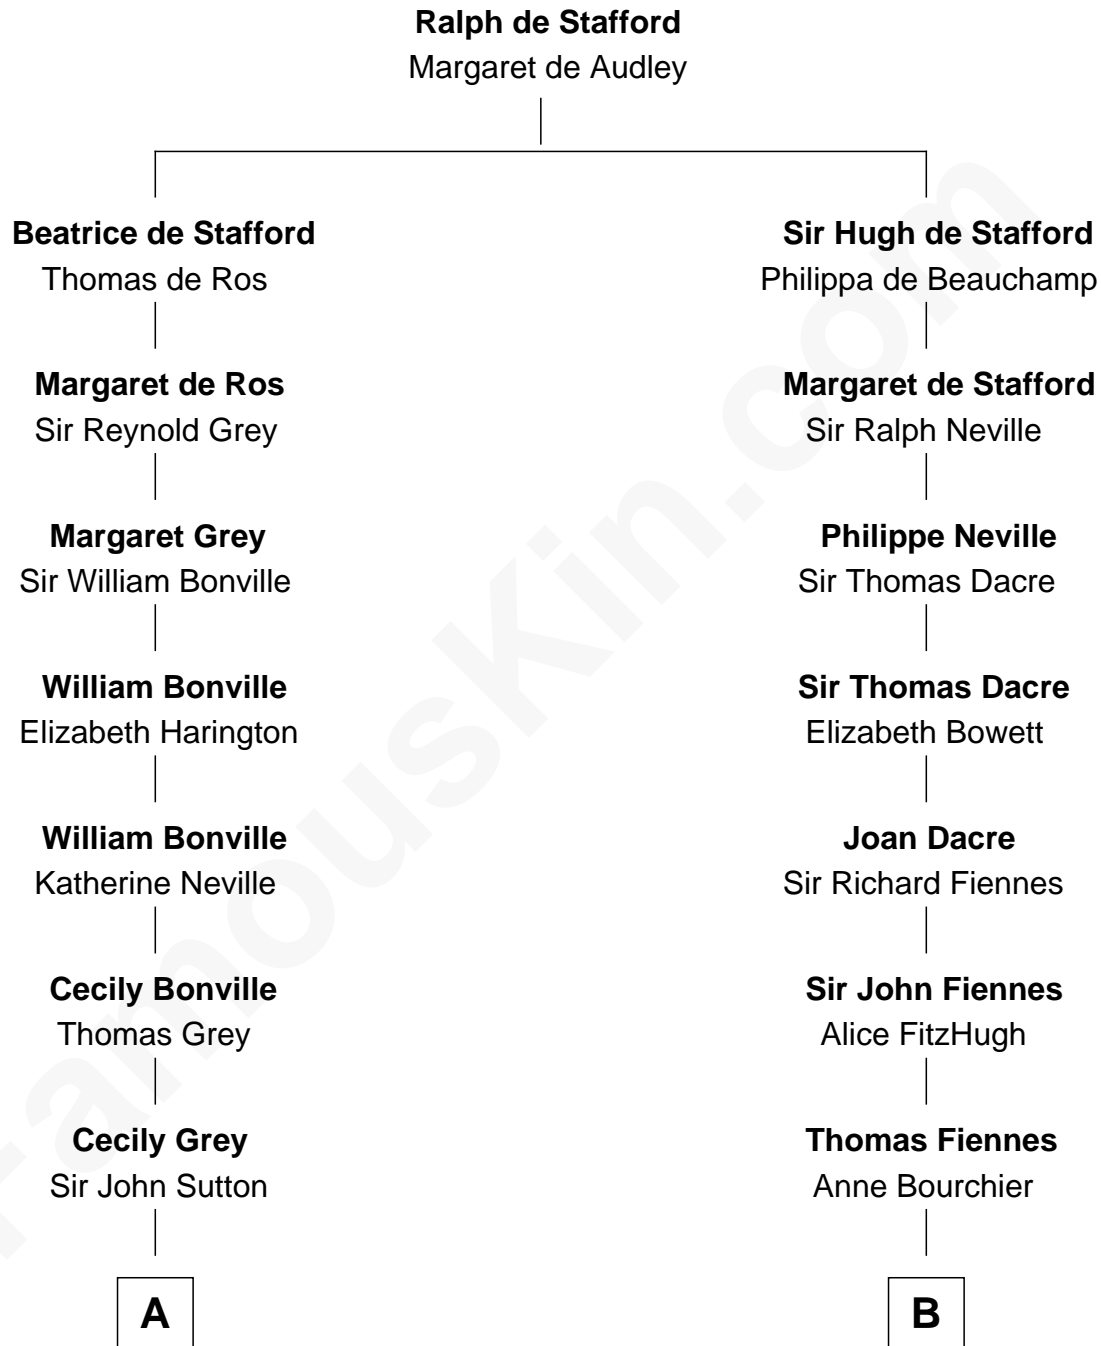 Ralph de Stafford
Margaret de Audley
Beatrice de Stafford
Thomas de Ros
Sir Hugh de Stafford
Philippa de Beauchamp
Margaret de Ros
Sir Reynold Grey
Margaret de Stafford
Sir Ralph Neville
Margaret Grey
Sir William Bonville
Philippe Neville
Sir Thomas Dacre
William Bonville
Elizabeth Harington
Sir Thomas Dacre
Elizabeth Bowett
William Bonville
Katherine Neville
Joan Dacre
Sir Richard Fiennes
Cecily Bonville
Thomas Grey
Sir John Fiennes
Alice FitzHugh
Cecily Grey
Sir John Sutton
Thomas Fiennes
Anne Bourchier
A
B
FamousKin.com